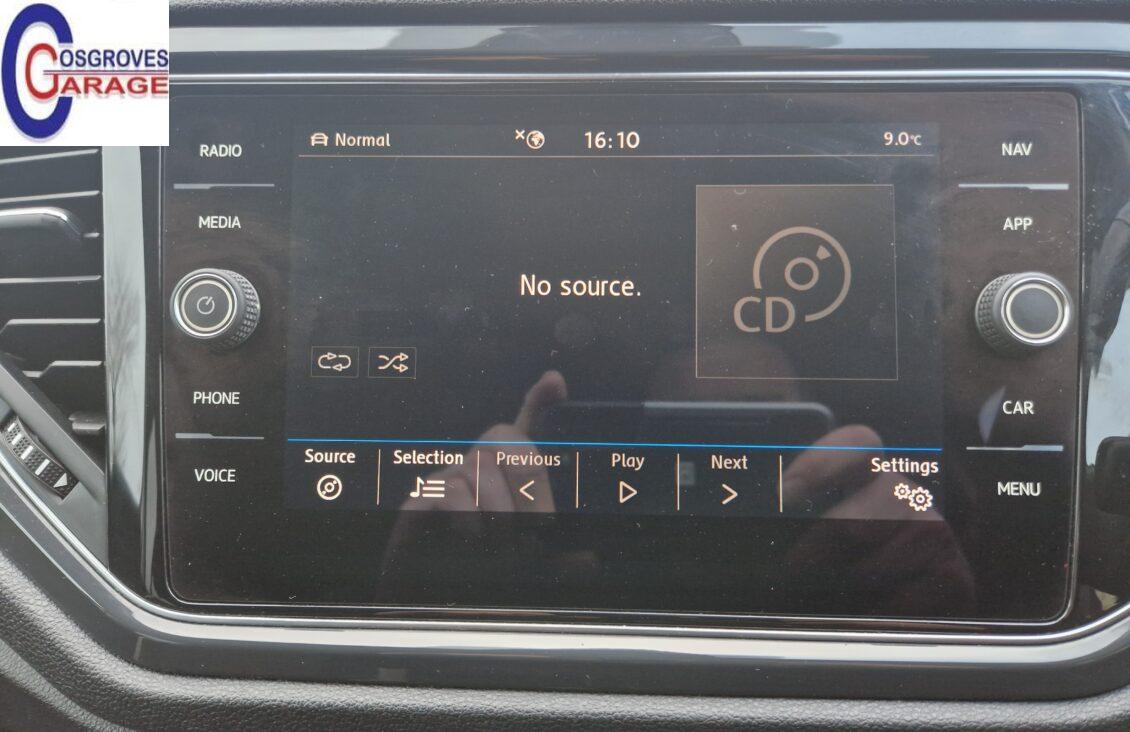 COSGROVES
GARAGE
RADIO
MEDIA
PHONE
VOICE
Normal
16:10
9.0°C
No source.
CD
Source
Selection
Previous
Play
Next
Settings
NAV
APP
CAR
MENU